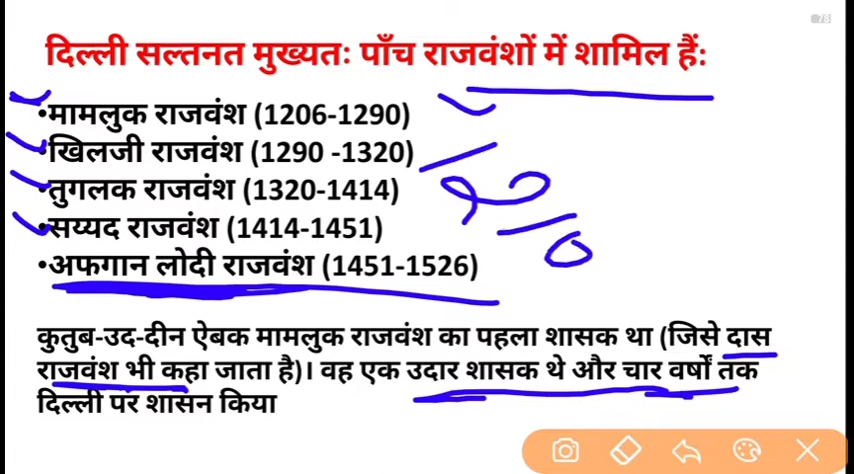 दिल्ली सल्तनत मुख्यतः पाँच राजवंशों में शामिल हैं:
•मामलुक राजवंश (1206-1290)
•खिलजी राजवंश (1290 -1320)
•तुगलक राजवंश (1320-1414)
•सय्यद राजवंश (1414-1451)
•अफगान लोदी राजवंश (1451-1526)
कुतुब-उद-दीन ऐबक मामलुक राजवंश का पहला शासक था (जिसे दास
राजवंश भी कहा जाता है)। वह एक उदार शासक थे और चार वर्षों तक
दिल्ली पर शासन किया